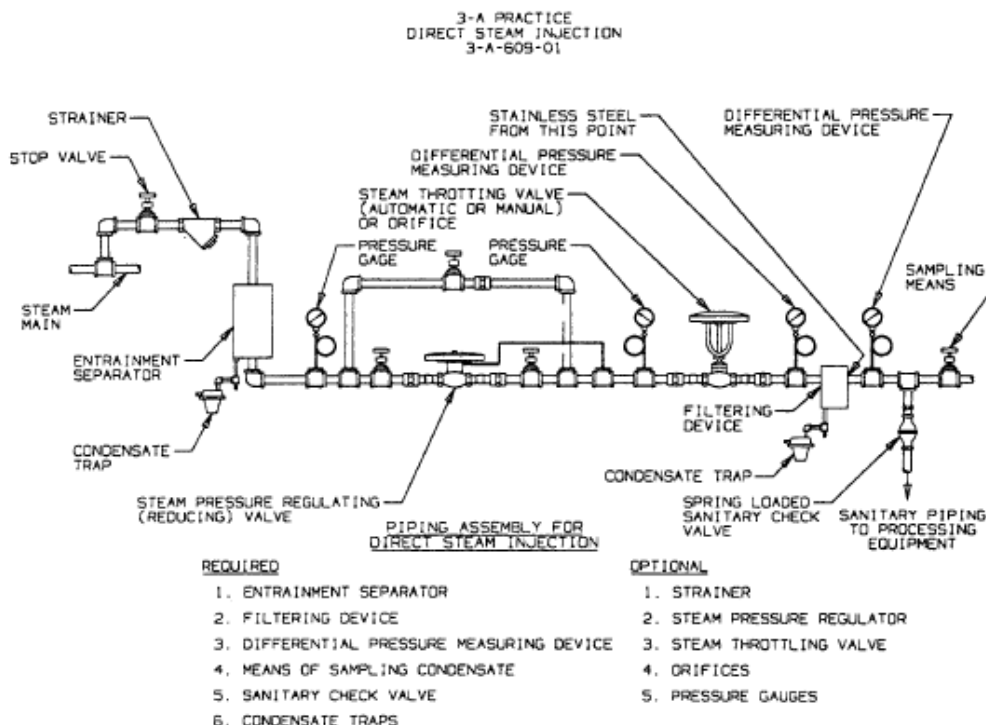 3-A PRACTICE
DIRECT STEAM INJECTION
3-A-609-01
STRAINER
STOP VALVE
STAINLESS STEEL
FROM THIS POINT
DIFFERENTIAL PRESSURE
MEASURING DEVICE
DIFFERENTIAL PRESSURE
MEASURING DEVICE
STEAM THROTTING VALVE
(AUTOMATIC OR MANUAL)
OR ORIFICE
PRESSURE
GAGE
PRESSURE
GAGE
SAMPLING
MEANS
STEAM
MAIN
ENTRAINMENT
SEPARATOR
CONDENSATE
TRAP
FILTERING
DEVICE
CONDENSATE TRAP
STEAM PRESSURE REGULATING
(REDUCING) VALVE
SPRING LOADED
SANITARY CHECK
VALVE
SANITARY PIPING
TO PROCESSING
EQUIPMENT
PIPING ASSEMBLY FOR
DIRECT STEAM INJECTION
REQUIRED
1. ENTRAINMENT SEPARATOR
2. FILTERING DEVICE
3. DIFFERENTIAL PRESSURE MEASURING DEVICE
4. MEANS OF SAMPLING CONDENSATE
5. SANITARY CHECK VALVE
6. CONDENSATE TRAPS
OPTIONAL
1. STRAINER
2. STEAM PRESSURE REGULATOR
3. STEAM THROTTLING VALVE
4. ORIFICES
5. PRESSURE GAUGES